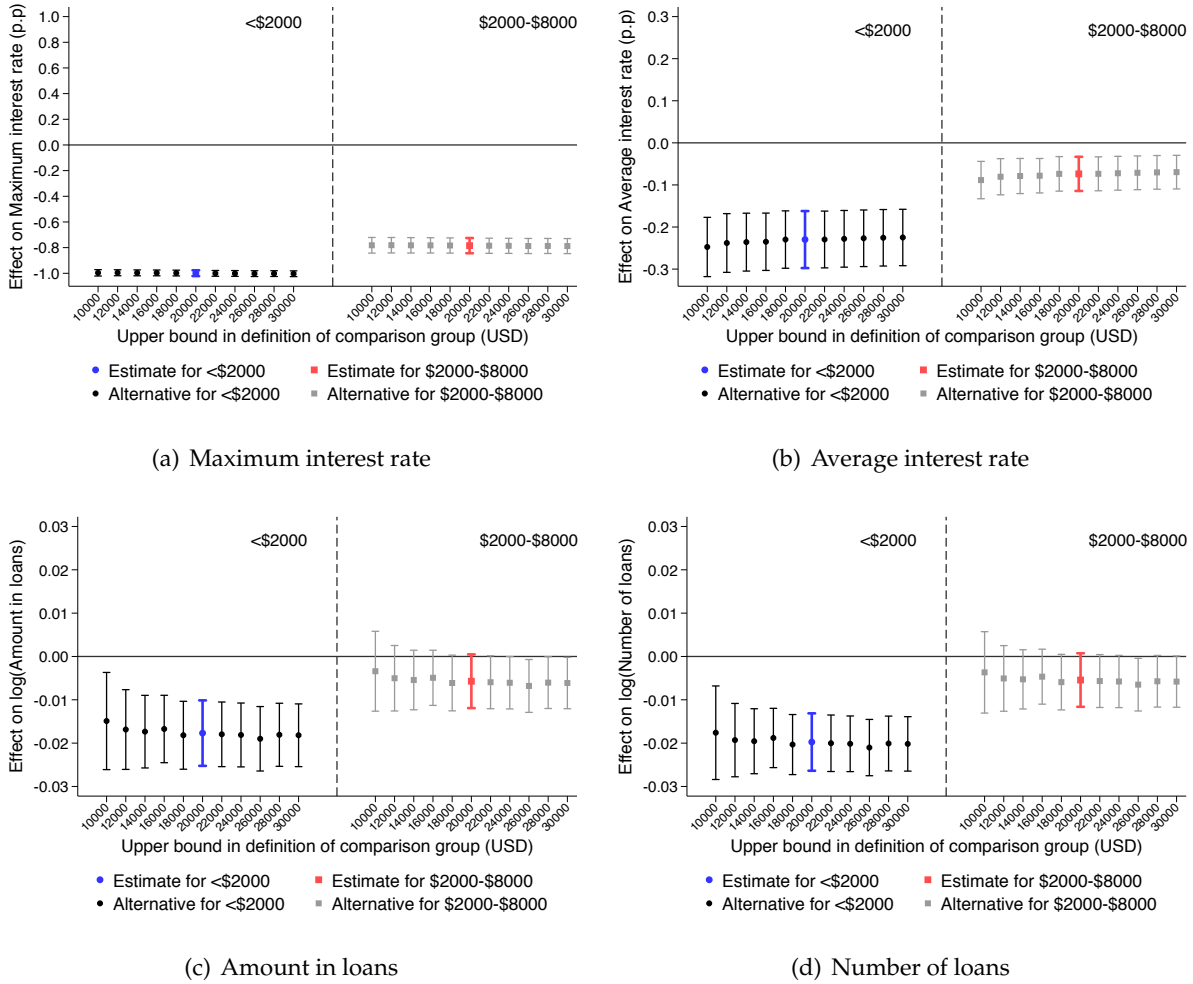 Effect on Maximum interest rate (p.p)
1.0
0.8
0.6
0.4
0.2
0.0
-0.2
-0.4
-0.6
-0.8
-1.0
<$2000
$2000-$8000
10000 12000 14000 16000 18000 20000 22000 24000 26000 28000 30000
10000 12000 14000 16000 18000 20000 22000 24000 26000 28000 30000
Upper bound in definition of comparison group (USD)
Estimate for <$2000
Estimate for $2000-$8000
Alternative for <$2000
Alternative for $2000-$8000
(a) Maximum interest rate
Effect on Average interest rate (p.p)
0.3
0.2
0.1
0.0
-0.1
-0.2
-0.3
<$2000
$2000-$8000
10000 12000 14000 16000 18000 20000 22000 24000 26000 28000 30000
10000 12000 14000 16000 18000 20000 22000 24000 26000 28000 30000
Upper bound in definition of comparison group (USD)
Estimate for <$2000
Estimate for $2000-$8000
Alternative for <$2000
Alternative for $2000-$8000
(b) Average interest rate
Effect on log(Amount in loans)
0.03
0.02
0.01
0.00
-0.01
-0.02
-0.03
<$2000
$2000-$8000
10000 12000 14000 16000 18000 20000 22000 24000 26000 28000 30000
10000 12000 14000 16000 18000 20000 22000 24000 26000 28000 30000
Upper bound in definition of comparison group (USD)
Estimate for <$2000
Estimate for $2000-$8000
Alternative for <$2000
Alternative for $2000-$8000
(c) Amount in loans
Effect on log(Number of loans)
0.03
0.02
0.01
0.00
-0.01
-0.02
-0.03
<$2000
$2000-$8000
10000 12000 14000 16000 18000 20000 22000 24000 26000 28000 30000
10000 12000 14000 16000 18000 20000 22000 24000 26000 28000 30000
Upper bound in definition of comparison group (USD)
Estimate for <$2000
Estimate for $2000-$8000
Alternative for <$2000
Alternative for $2000-$8000
(d) Number of loans